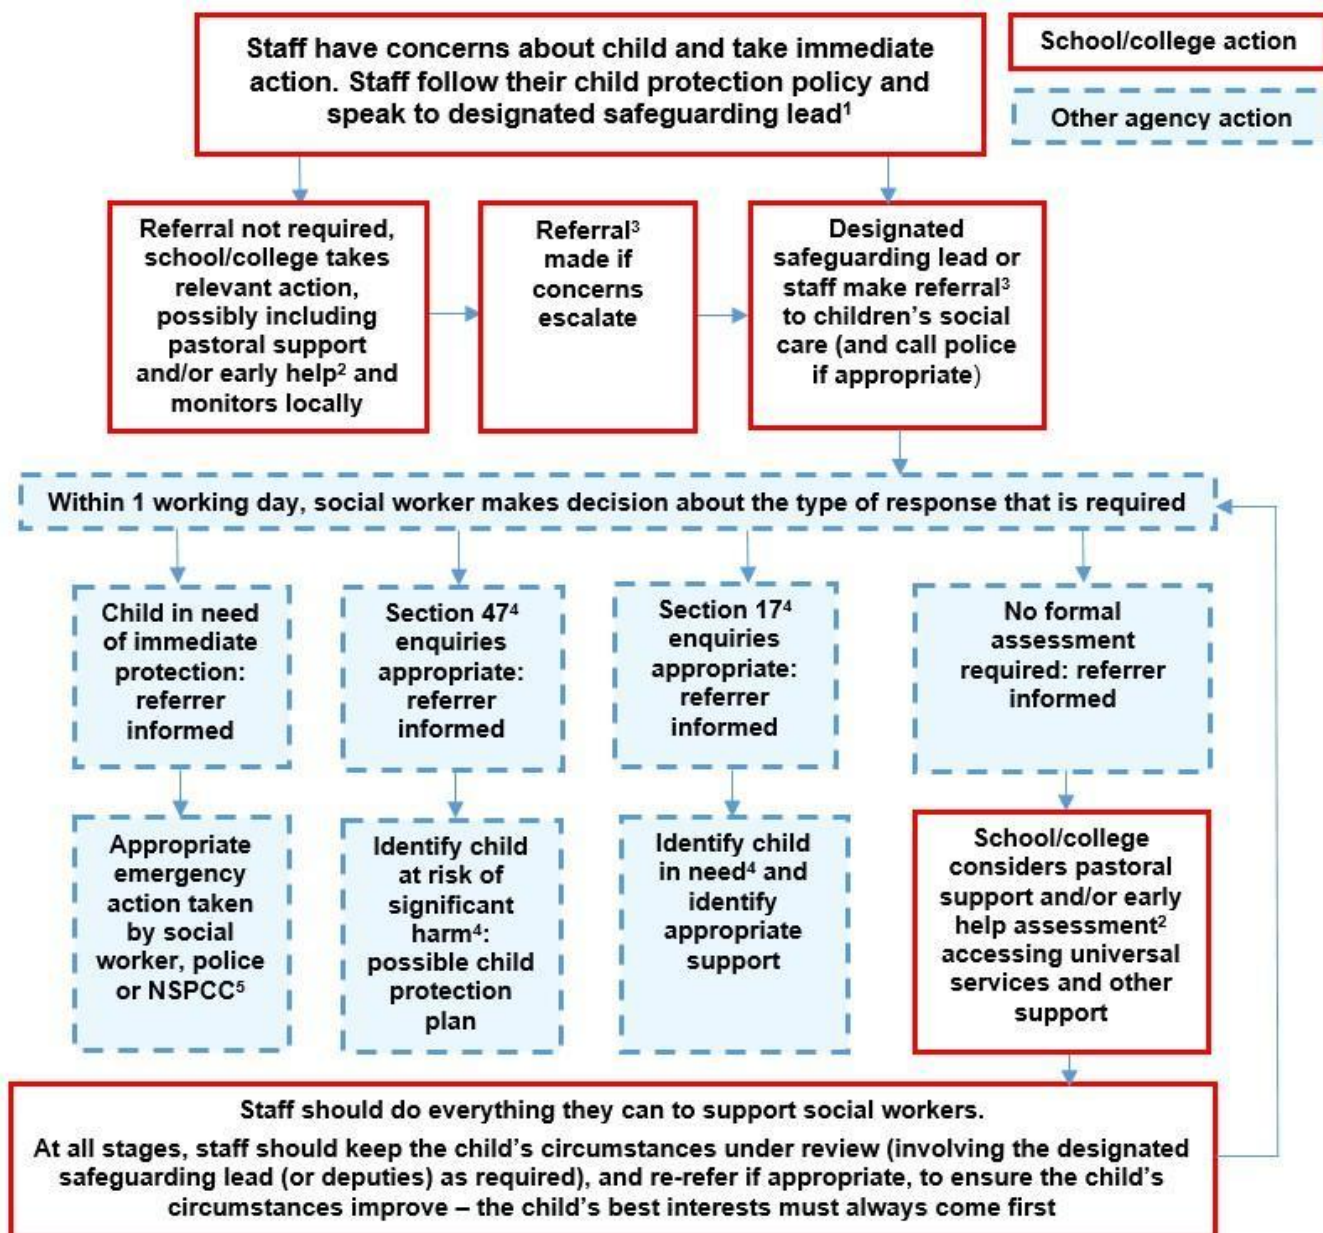 Staff have concerns about child and take immediate
action. Staff follow their child protection policy and
speak to designated safeguarding lead¹
School/college action
Other agency action
Referral not required,
school/college takes
relevant action,
possibly including
pastoral support
and/or early help² and
monitors locally
Referral³
made if
concerns
escalate
Designated
safeguarding lead or
staff make referral³
to children's social
care (and call police
if appropriate)
Within 1 working day, social worker makes decision about the type of response that is required
Child in need
of immediate
protection:
referrer
informed
Section 47⁴
enquiries
appropriate:
referrer
informed
Section 17⁴
enquiries
appropriate:
referrer
informed
No formal
assessment
required: referrer
informed
Appropriate
emergency
action taken
by social
worker, police
or NSPCC⁵
Identify child
at risk of
significant
harm⁴:
possible child
protection
plan
Identify child
in need⁴ and
identify
appropriate
support
School/college
considers pastoral
support and/or early
help assessment²
accessing universal
services and other
support
Staff should do everything they can to support social workers.
At all stages, staff should keep the child's circumstances under review (involving the designated
safeguarding lead (or deputies) as required), and re-refer if appropriate, to ensure the child's
circumstances improve – the child's best interests must always come first